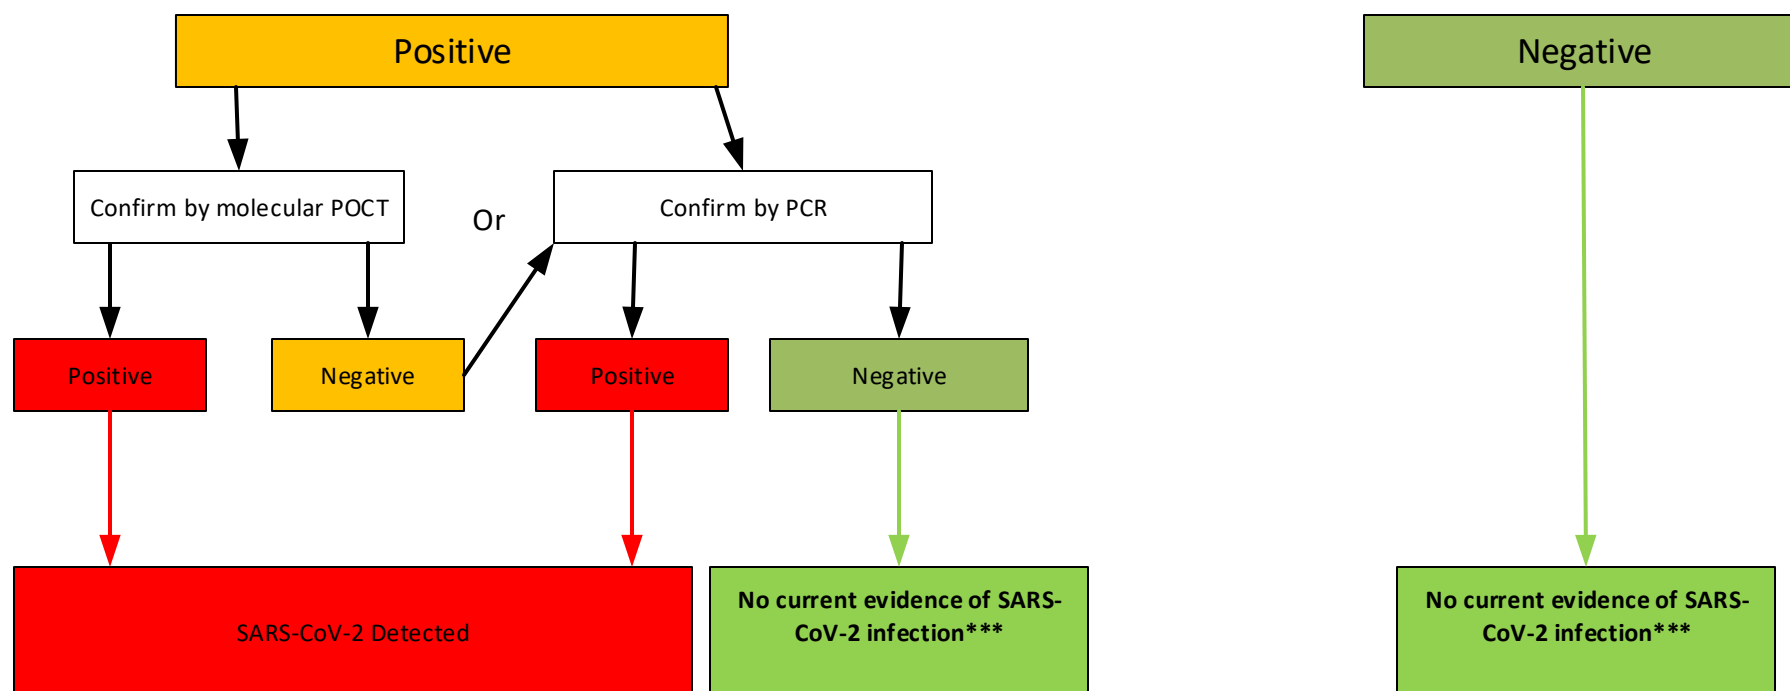 Positive
Negative
Confirm by molecular POCT
Or
Confirm by PCR
Positive
Negative
Positive
Negative
SARS-CoV-2 Detected
No current evidence of SARS-
CoV-2 infection***
No current evidence of SARS-
CoV-2 infection***